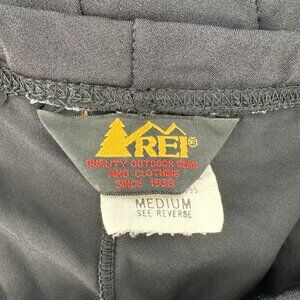 REI®
QUALITY OUTDOOR GEAR
AND CLOTHING
SINCE 1938
MEDIUM
SEE REVERSE